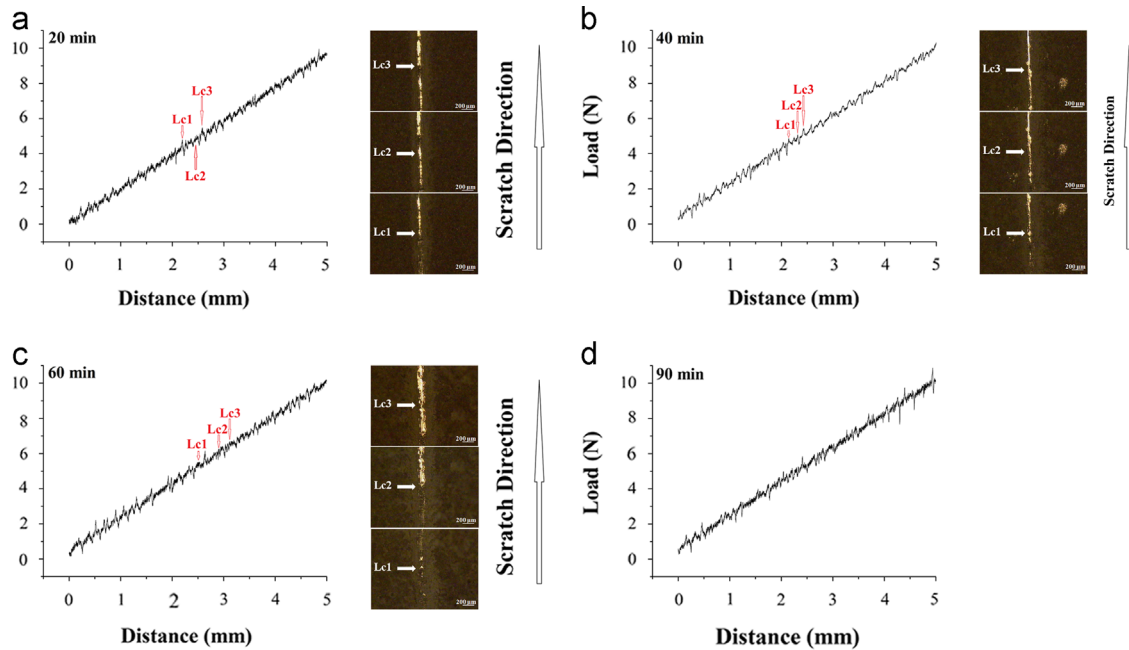 a
20 min
10
8
6
4
2
0
Lc1
Lc2
Lc3
0 1 2 3 4 5
Distance (mm)
Lc3
200 µm
Lc2
200 µm
Lc1
200 µm
Scratch Direction
b
40 min
Load (N)
10
8
6
4
2
0
Lc3
Lc2
Lc1
0 1 2 3 4 5
Distance (mm)
Lc3
200 µm
Lc2
200 µm
Lc1
200 µm
Scratch Direction
c
60 min
10
8
6
4
2
0
Lc3
Lc2
Lc1
0 1 2 3 4 5
Distance (mm)
Lc3
200 µm
Lc2
200 µm
Lc1
200 µm
Scratch Direction
d
90 min
Load (N)
10
8
6
4
2
0
0 1 2 3 4 5
Distance (mm)